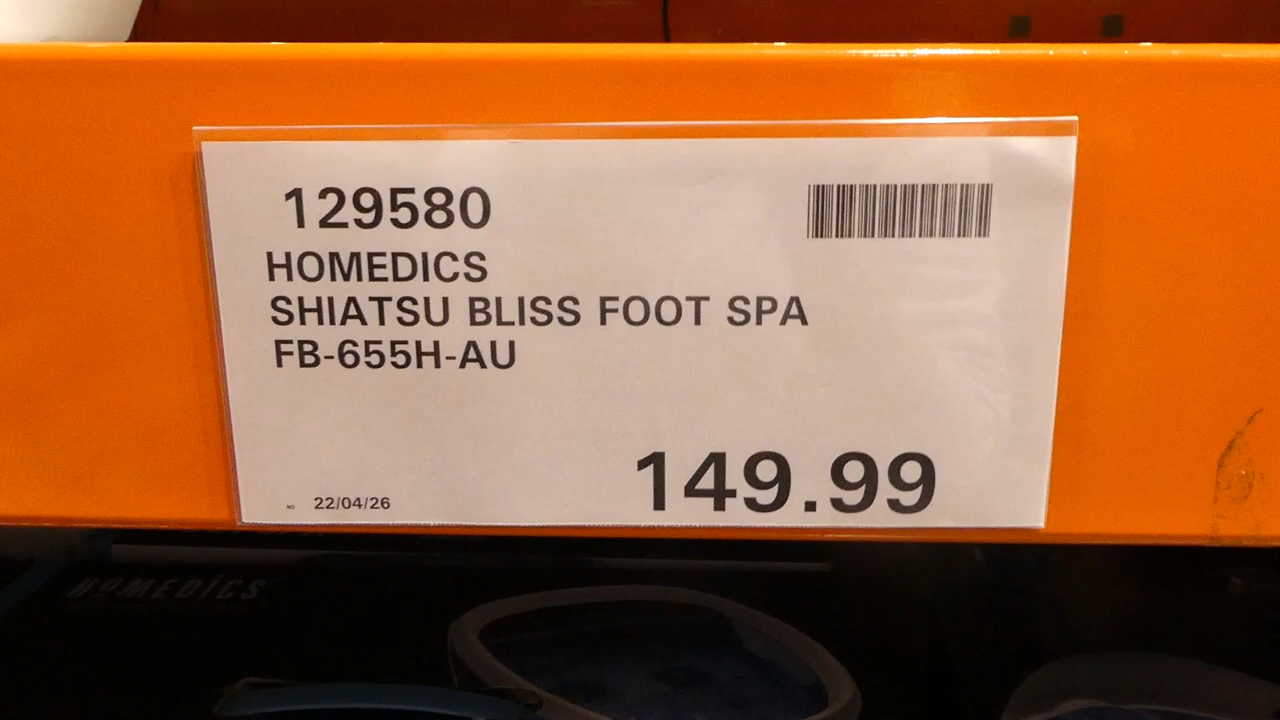 129580
HOMEDICS
SHIATSU BLISS FOOT SPA
FB-655H-AU
149.99
22/04/26
HOMEDICS